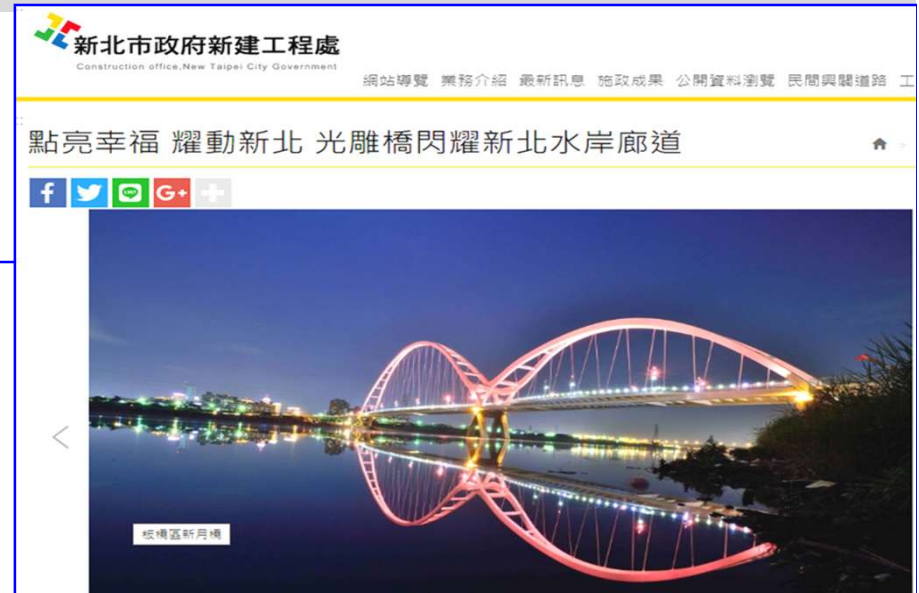 新北市政府新建工程處
Construction office,New Taipei City Government
網站導覽 業務介紹 最新訊息 施政成果 公開資料瀏覽 民間興闢道路 工
點亮幸福 耀動新北 光雕橋閃耀新北水岸廊道
f LINE G+
板橋區新月橋